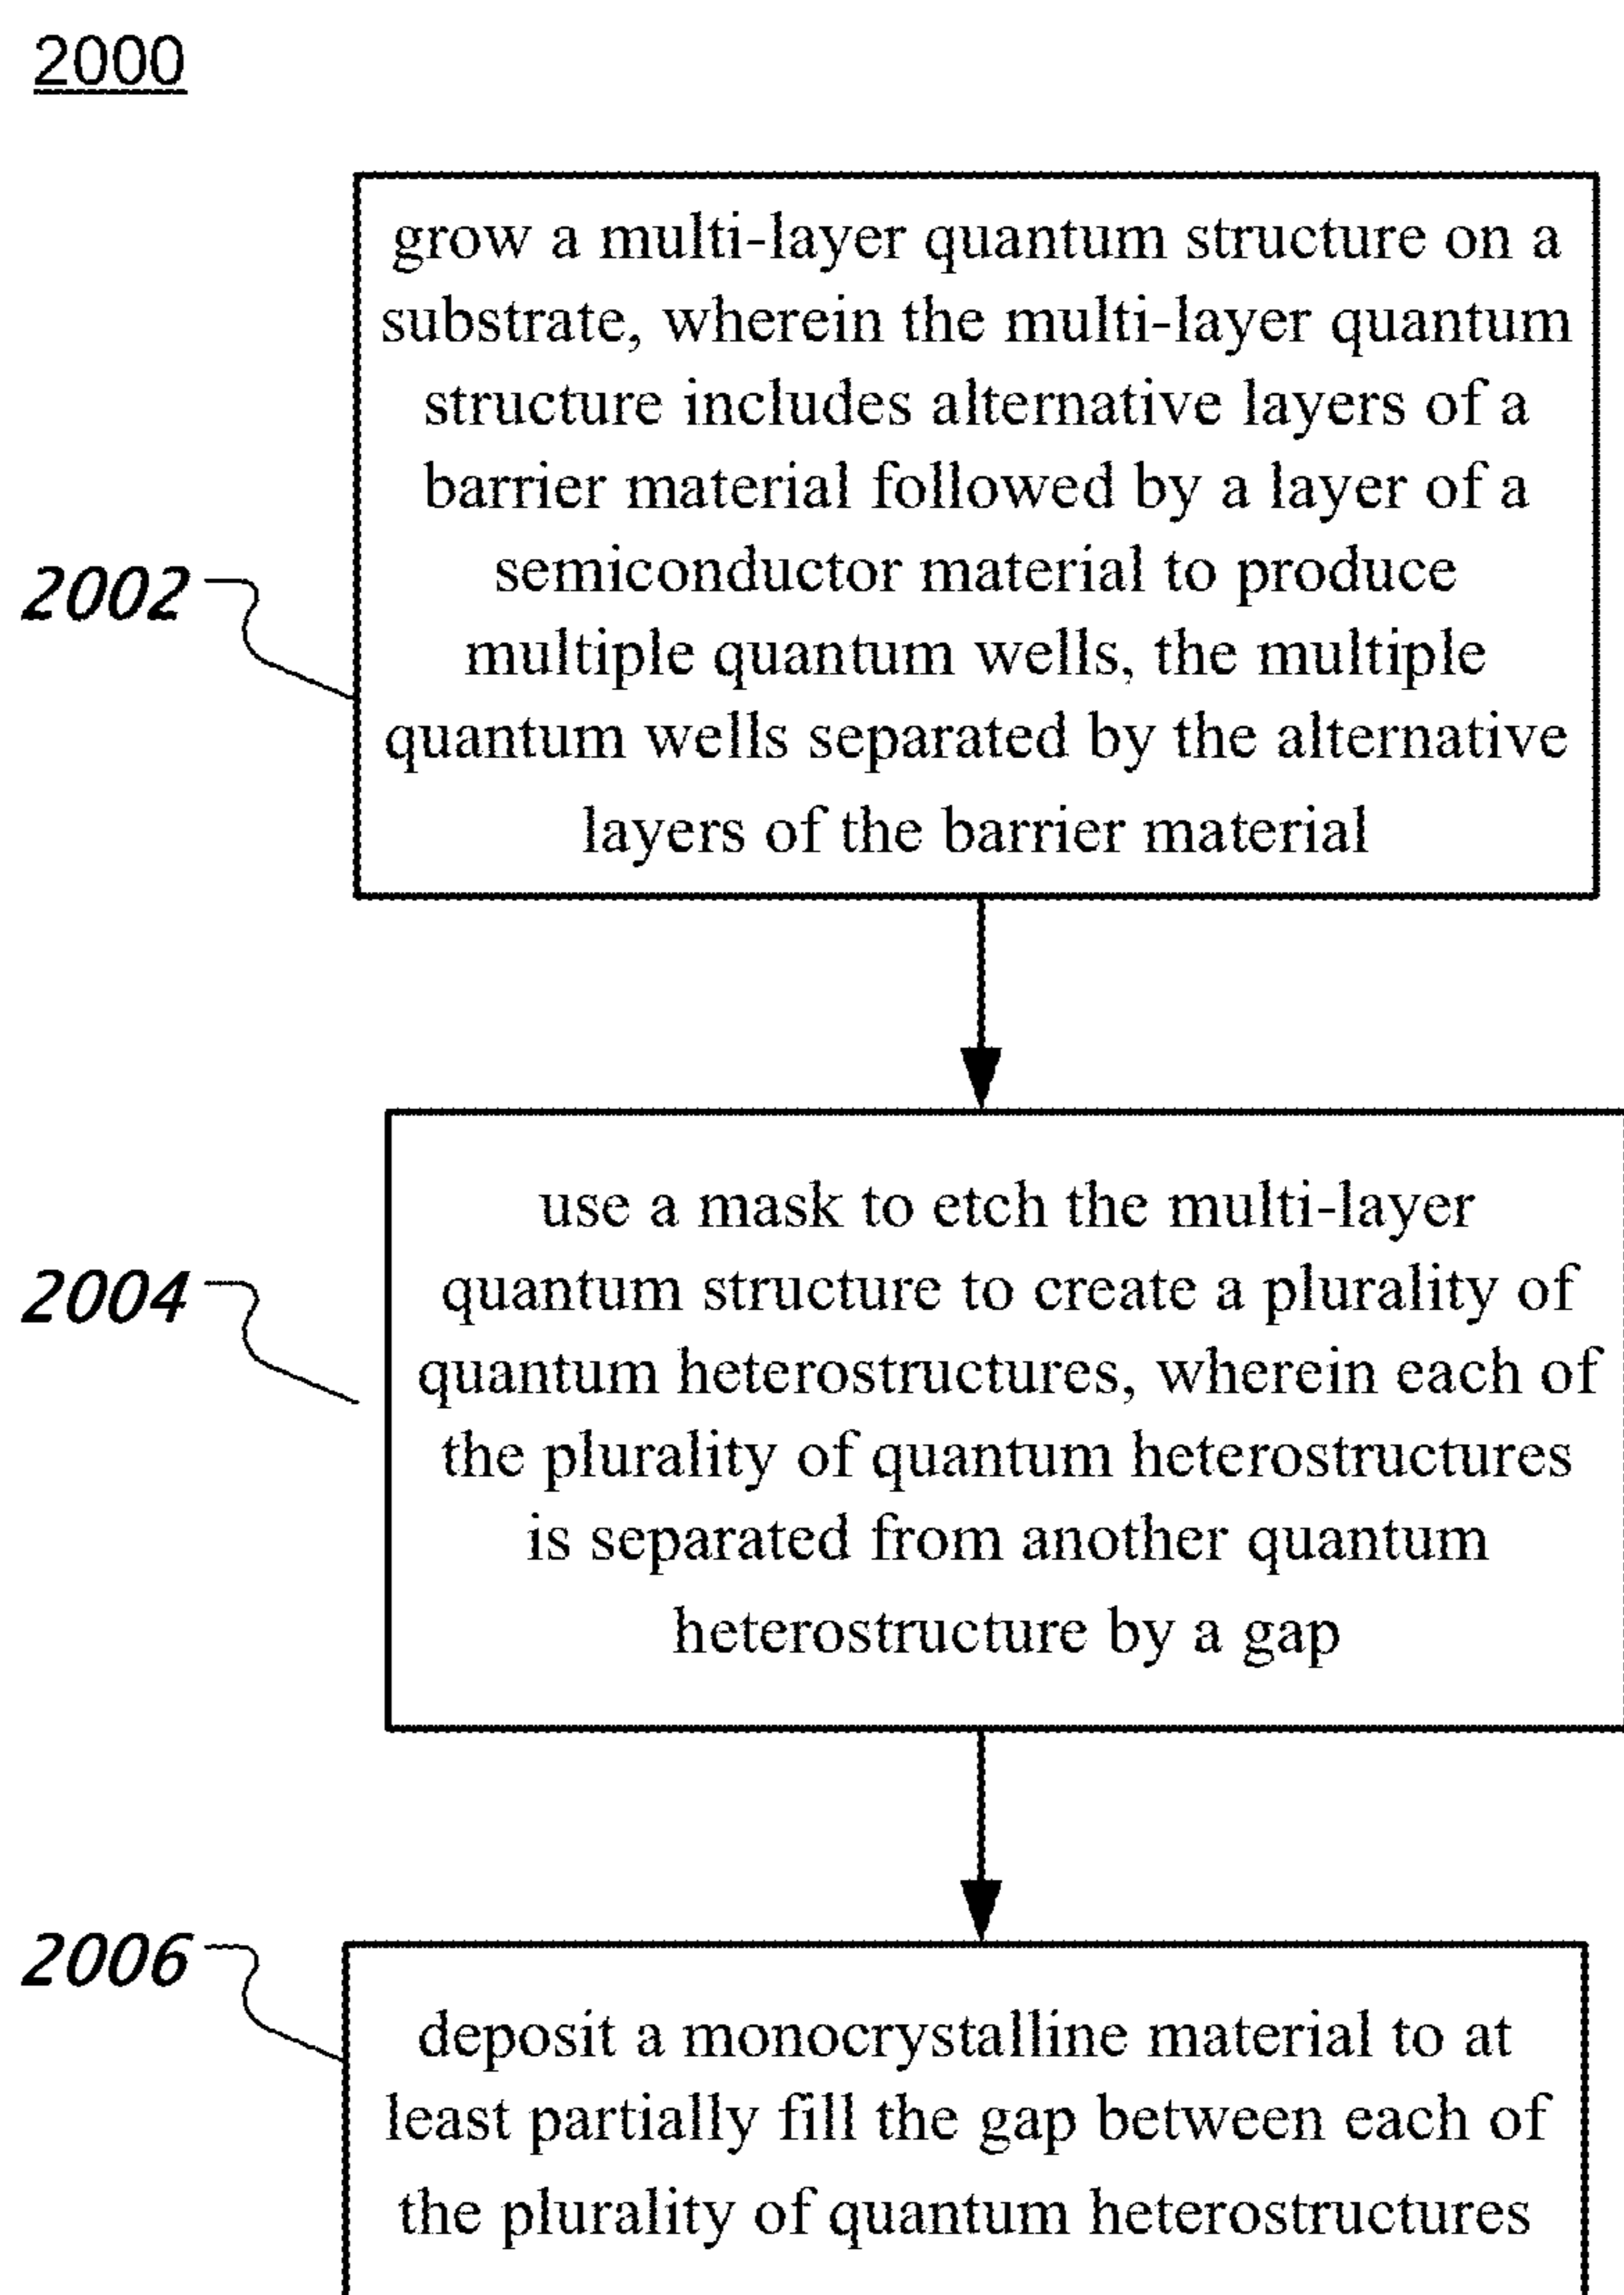 2000
grow a multi-layer quantum structure on a
substrate, wherein the multi-layer quantum
structure includes alternative layers of a
barrier material followed by a layer of a
semiconductor material to produce
multiple quantum wells, the multiple
quantum wells separated by the alternative
layers of the barrier material
2002
use a mask to etch the multi-layer
quantum structure to create a plurality of
quantum heterostructures, wherein each of
the plurality of quantum heterostructures
is separated from another quantum
heterostructure by a gap
2004
deposit a monocrystalline material to at
least partially fill the gap between each of
the plurality of quantum heterostructures
2006